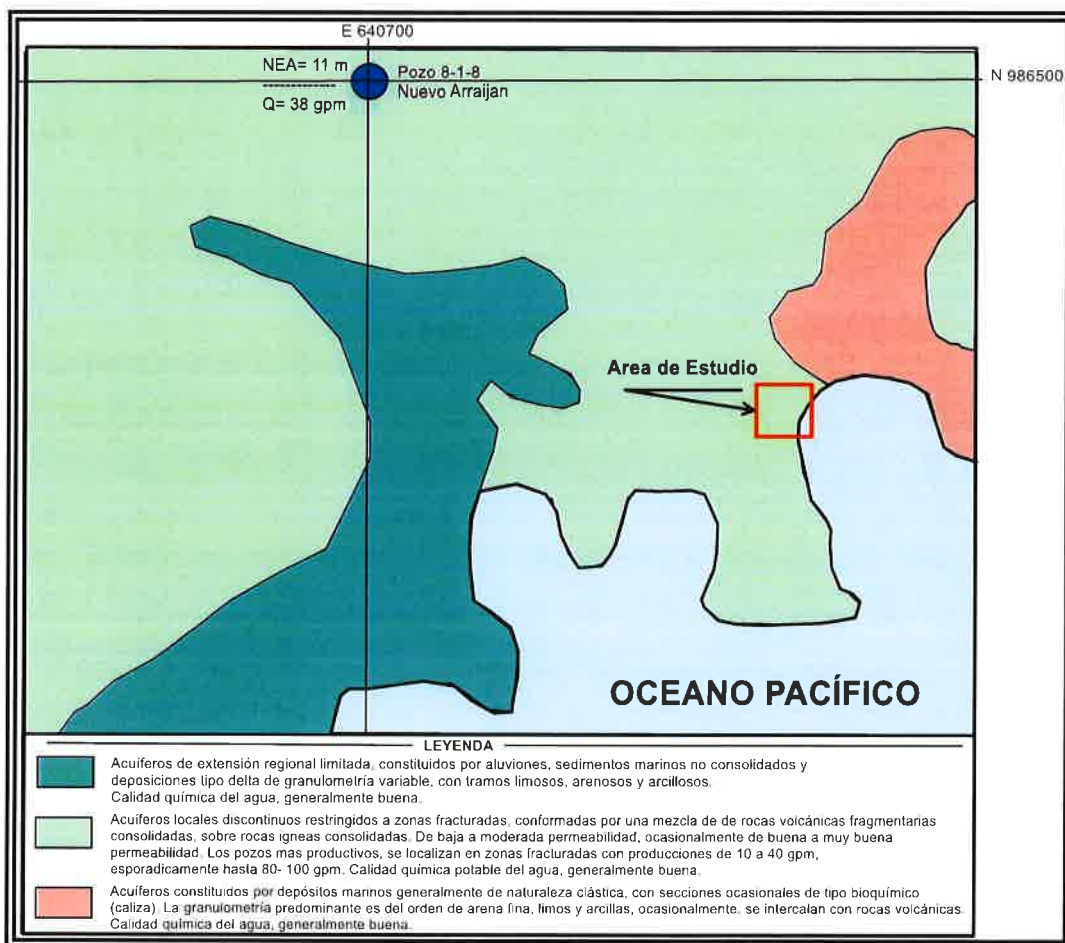 E 640700
NEA= 11 m
Q= 38 gpm
Pozo 8-1-8
Nuevo Arraijan
N 986500
Area de Estudio
OCEANO PACÍFICO
LEYENDA
Acuíferos de extensión regional limitada, constituidos por aluviones, sedimentos marinos no consolidados y
deposiciones tipo delta de granulometría variable, con tramos limosos, arenosos y arcillosos.
Calidad química del agua, generalmente buena.
Acuíferos locales discontinuos restringidos a zonas fracturadas, conformadas por una mezcla de de rocas volcánicas fragmentarias
consolidadas, sobre rocas igneas consolidadas. De baja a moderada permeabilidad, ocasionalmente de buena a muy buena
permeabilidad. Los pozos mas productivos, se localizan en zonas fracturadas con producciones de 10 a 40 gpm,
esporadicamente hasta 80- 100 gpm. Calidad química potable del agua, generalmente buena.
Acuíferos constituidos por depósitos marinos generalmente de naturaleza clástica, con secciones ocasionales de tipo bioquímico
(caliza). La granulometría predominante es del orden de arena fina, limos y arcillas, ocasionalmente, se intercalan con rocas volcánicas.
Calidad química del agua, generalmente buena.